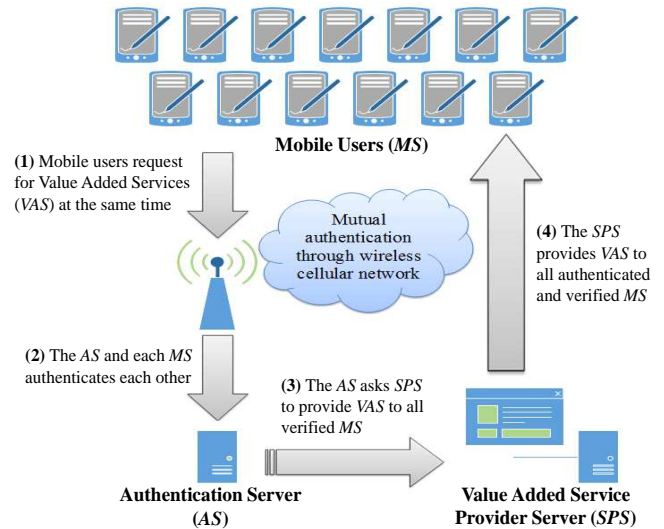 Mobile Users (MS)
(1) Mobile users request
for Value Added Services
(VAS) at the same time
Mutual
authentication
through wireless
cellular network
(4) The SPS
provides VAS to
all authenticated
and verified MS
(2) The AS and each MS
authenticates each other
(3) The AS asks SPS
to provide VAS to all
verified MS
Authentication Server
(AS)
Value Added Service
Provider Server (SPS)